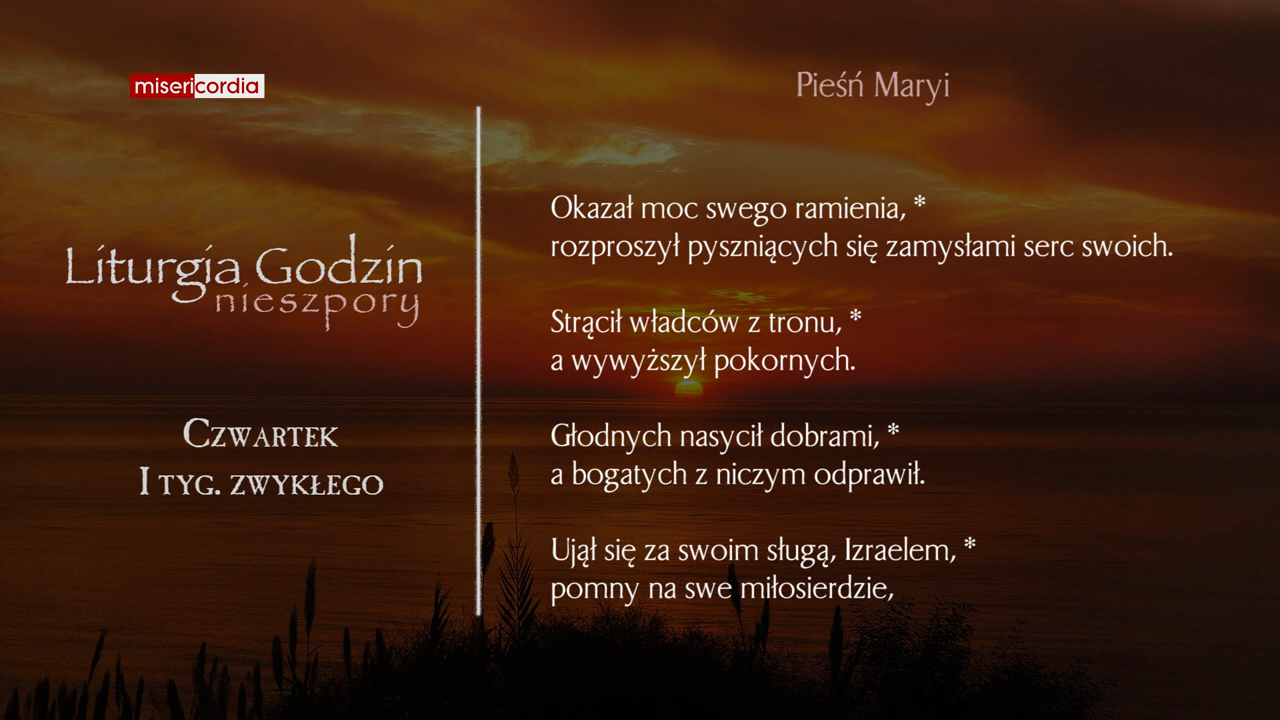 misericordia
Liturgia Godzin
nieszpory
Czwartek
I tyg. zwykłego
Pieśń Maryi
Okazał moc swego ramienia, *
rozproszył pyszniących się zamysłami serc swoich.
Strącił władców z tronu, *
a wywyższył pokornych.
Głodnych nasycił dobrami, *
a bogatych z niczym odprawił.
Ujął się za swoim sługą, Izraelem, *
pomny na swe miłosierdzie,